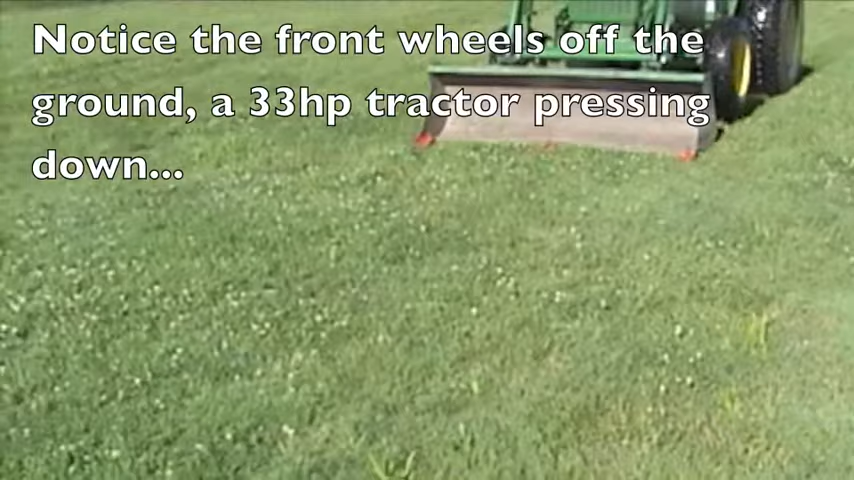 Notice the front wheels off the
ground, a 33hp tractor pressing
down...